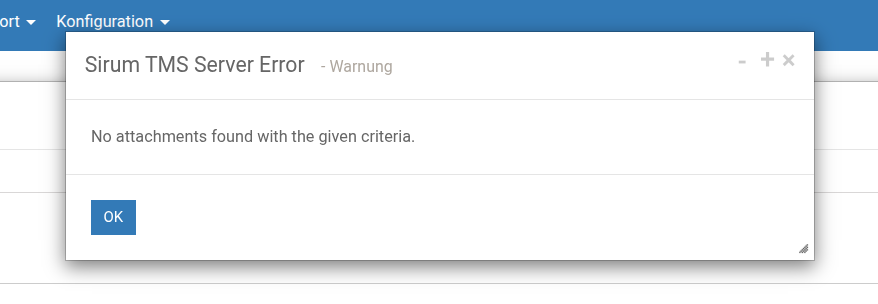 ort Konfiguration
Sirum TMS Server Error - Warnung
No attachments found with the given criteria.
OK